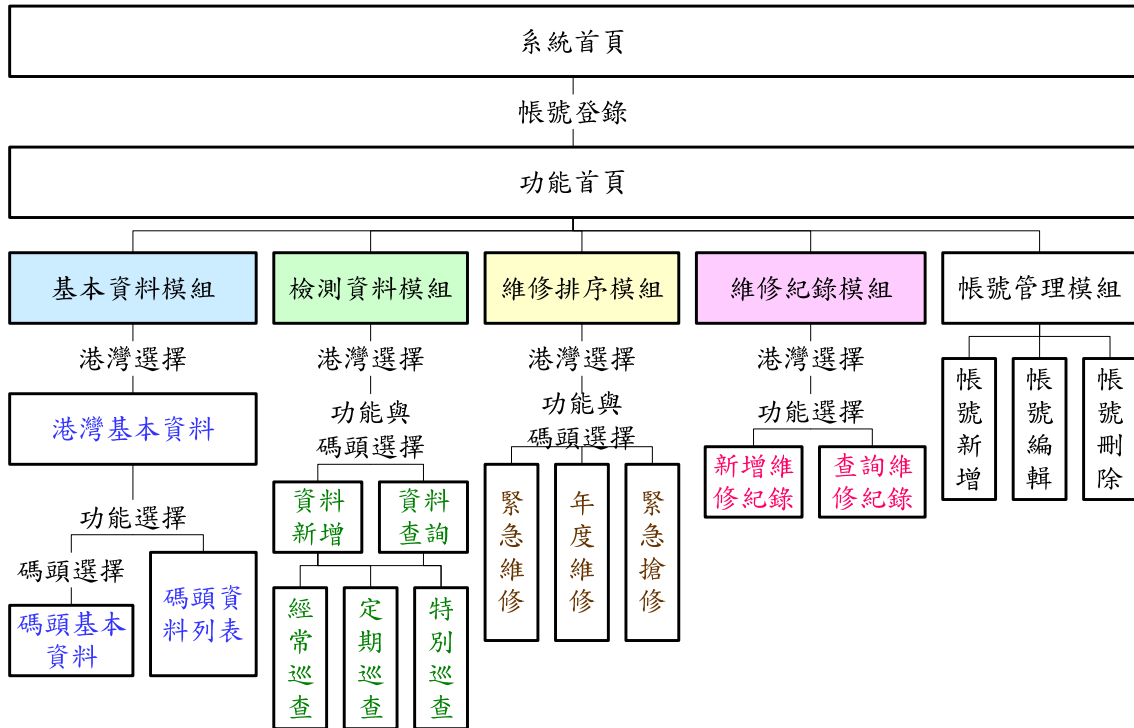 系統首頁
帳號登錄
功能首頁
基本資料模組
檢測資料模組
維修排序模組
維修紀錄模組
帳號管理模組
港灣選擇
港灣基本資料
功能選擇
碼頭選擇
碼頭基本
資料
碼頭資
料列表
港灣選擇
功能與
碼頭選擇
資料
新增
資料
查詢
經常巡查
定期巡查
特別巡查
港灣選擇
功能與
碼頭選擇
緊急維修
年度維修
緊急搶修
港灣選擇
功能選擇
新增維
修紀錄
查詢維
修紀錄
帳號新增
帳號編輯
帳號刪除